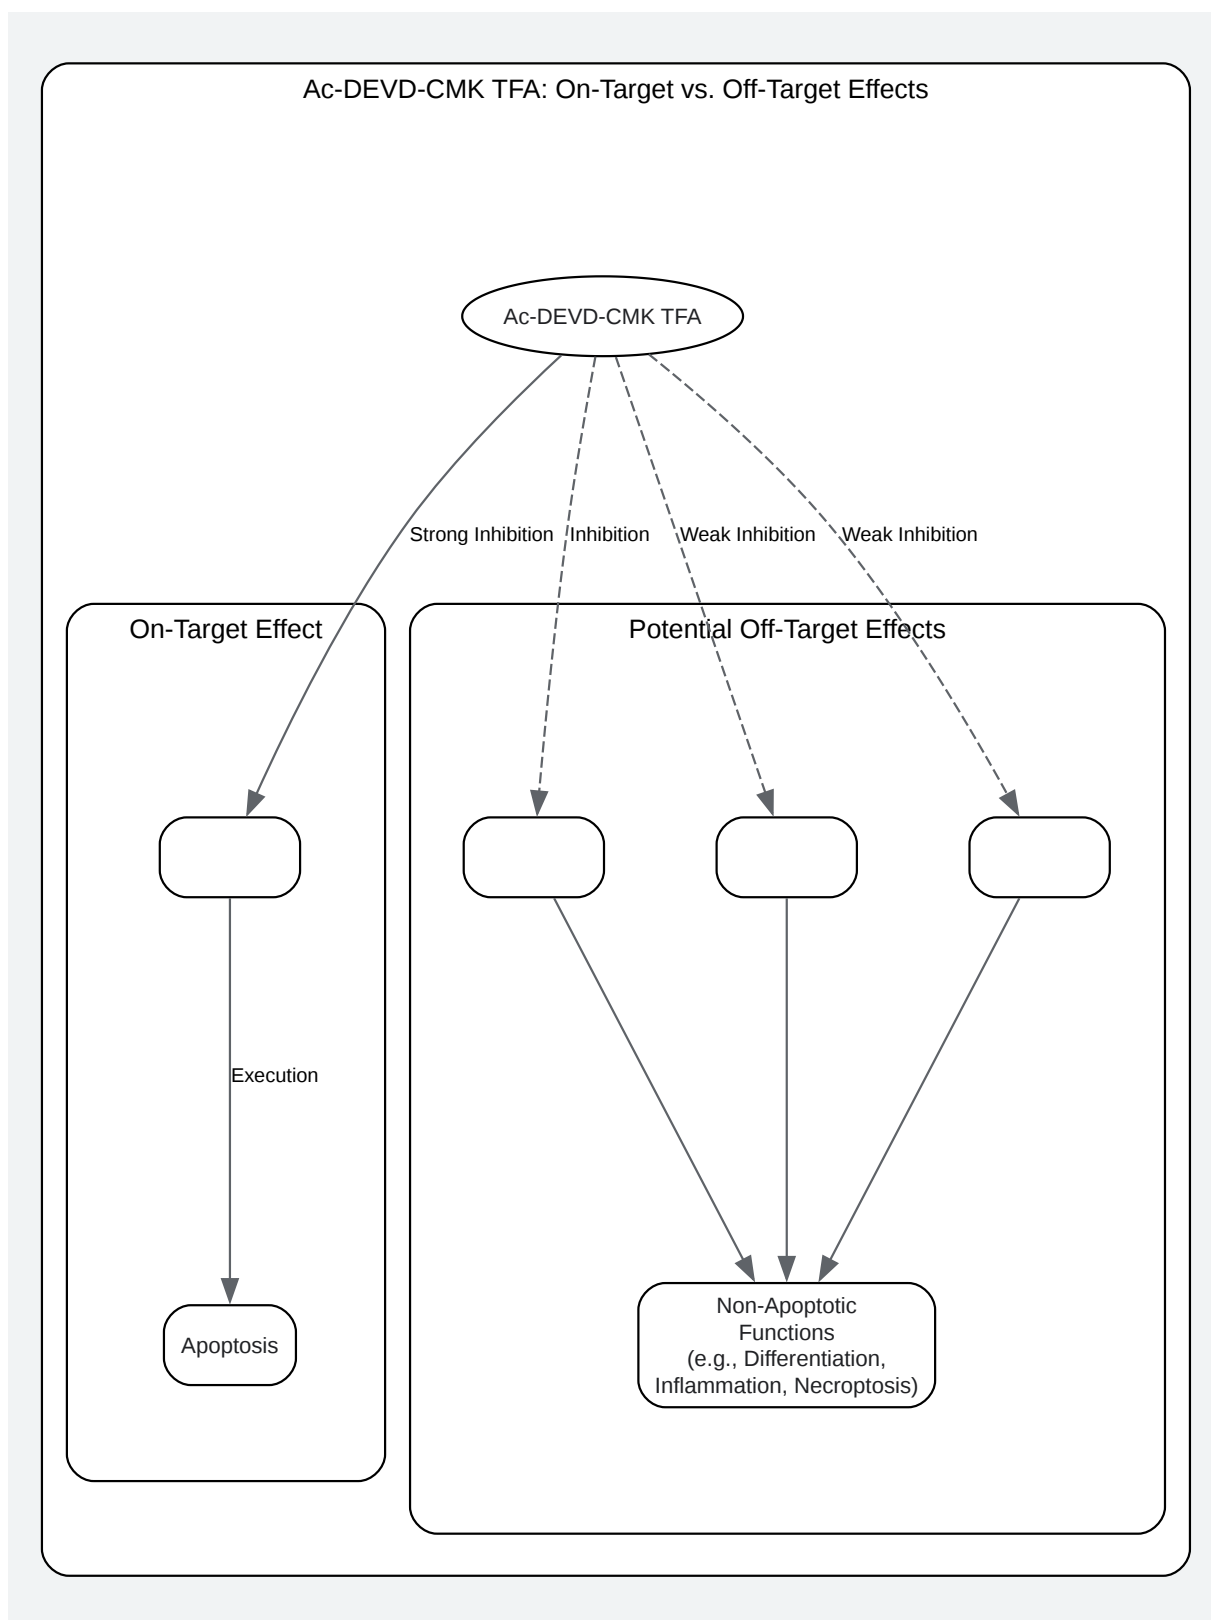 Ac-DEVD-CMK TFA: On-Target vs. Off-Target Effects
Ac-DEVD-CMK TFA
Strong Inhibition
Inhibition
Weak Inhibition
Weak Inhibition
On-Target Effect
Potential Off-Target Effects
Execution
Apoptosis
Non-Apoptotic
Functions
(e.g., Differentiation,
Inflammation, Necroptosis)